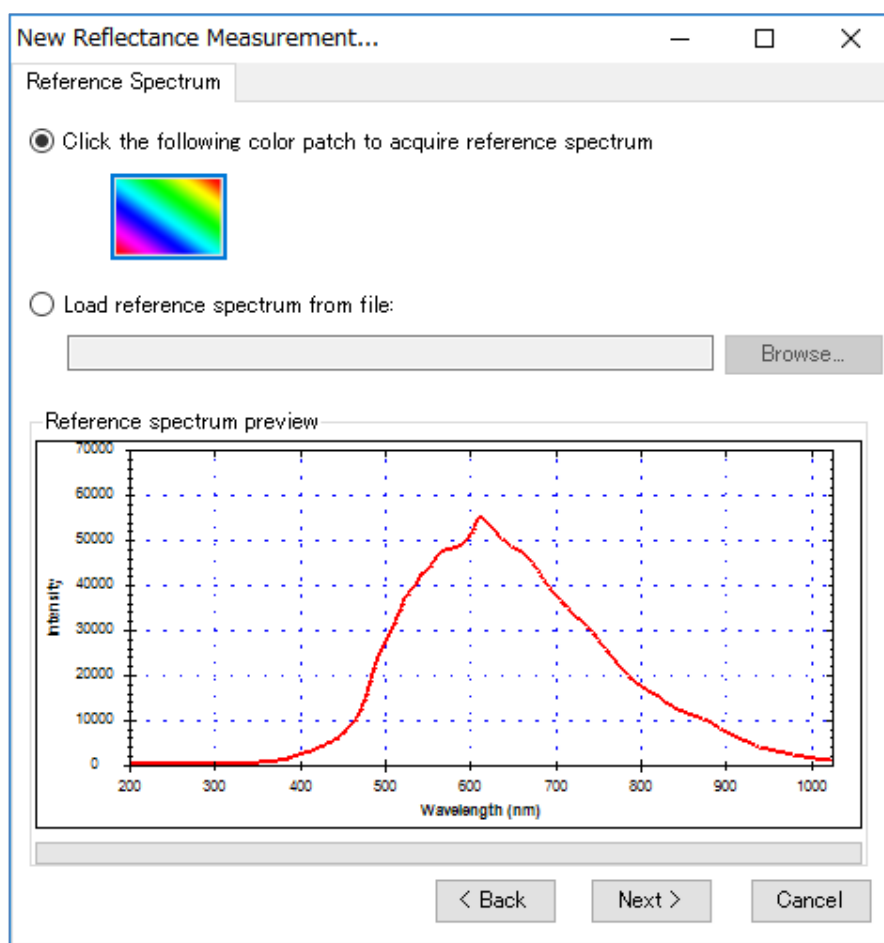 New Reflectance Measurement...
Reference Spectrum
Click the following color patch to acquire reference spectrum
Load reference spectrum from file:
Browse...
Reference spectrum preview
70000
60000
50000
40000
30000
20000
10000
0
Intensity
200 300 400 500 600 700 800 900 1000
Wavelength (nm)
< Back Next > Cancel